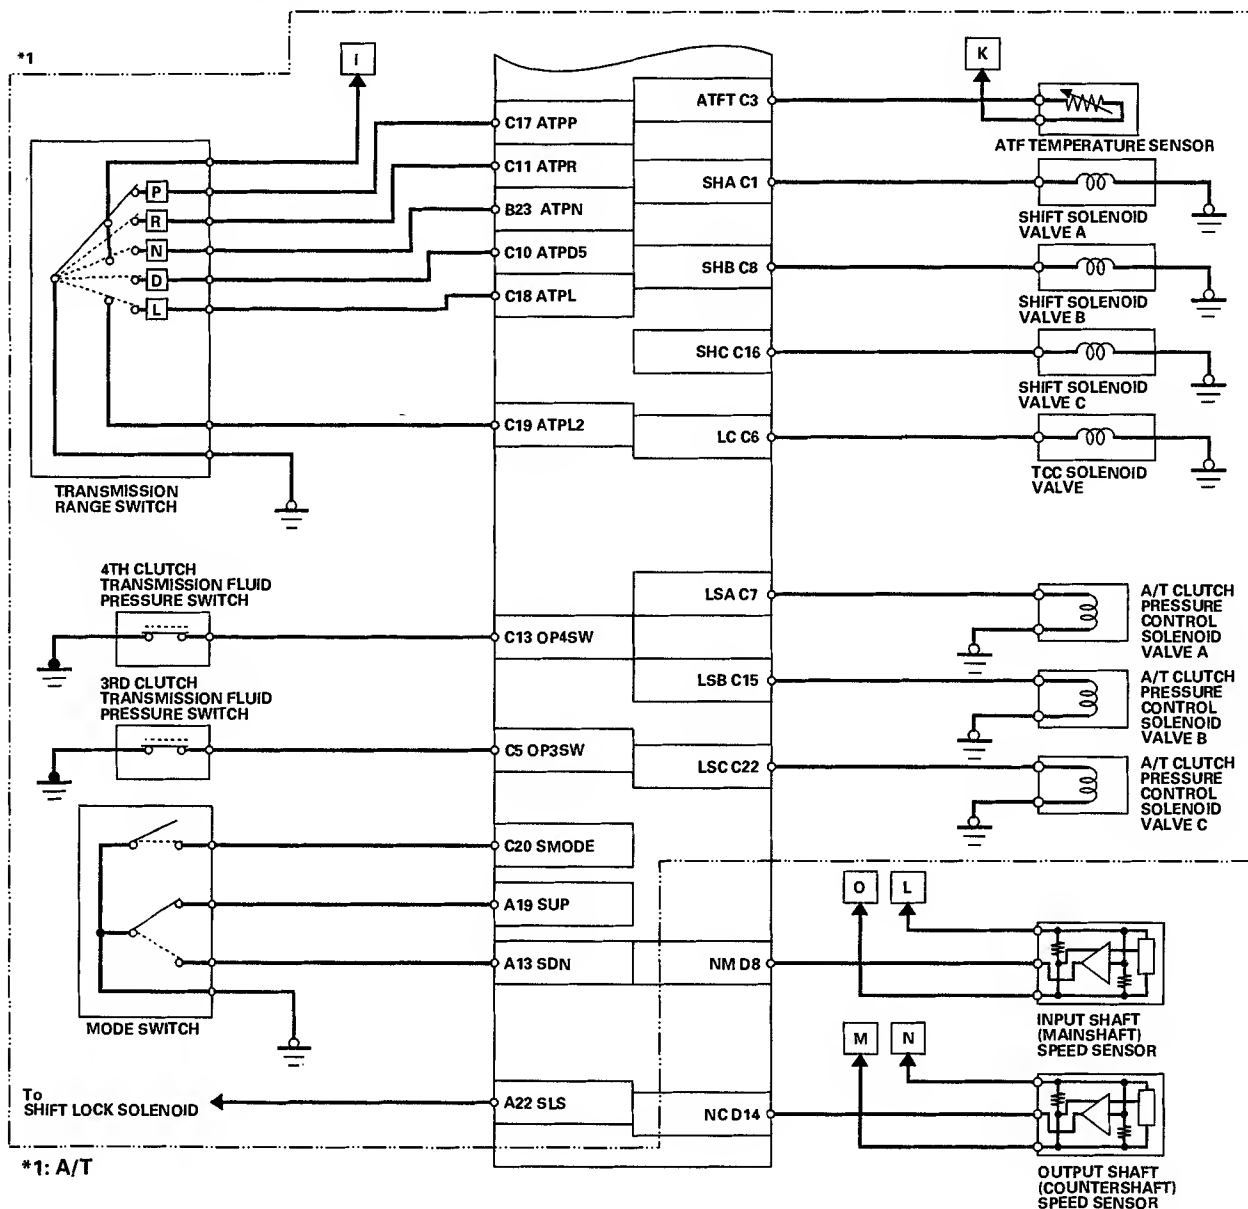 *1
I
K
ATFT C3
ATF TEMPERATURE SENSOR
C17 ATPP
C11 ATPR
B23 ATPN
C10 ATPD5
C18 ATPL
P
R
N
D
L
SHA C1
SHIFT SOLENOID
VALVE A
SHB C8
SHIFT SOLENOID
VALVE B
SHC C16
SHIFT SOLENOID
VALVE C
C19 ATPL2
LC C6
TCC SOLENOID
VALVE
TRANSMISSION
RANGE SWITCH
4TH CLUTCH
TRANSMISSION FLUID
PRESSURE SWITCH
C13 OP4SW
LSA C7
A/T CLUTCH
PRESSURE
CONTROL
SOLENOID
VALVE A
3RD CLUTCH
TRANSMISSION FLUID
PRESSURE SWITCH
C5 OP3SW
LSB C15
A/T CLUTCH
PRESSURE
CONTROL
SOLENOID
VALVE B
LSC C22
A/T CLUTCH
PRESSURE
CONTROL
SOLENOID
VALVE C
C20 SMODE
A19 SUP
A13 SDN
MODE SWITCH
O
L
NM D8
INPUT SHAFT
(MAINSHAFT)
SPEED SENSOR
M
N
To
SHIFT LOCK SOLENOID
A22 SLS
NC D14
OUTPUT SHAFT
(COUNTERSHAFT)
SPEED SENSOR
*1: A/T